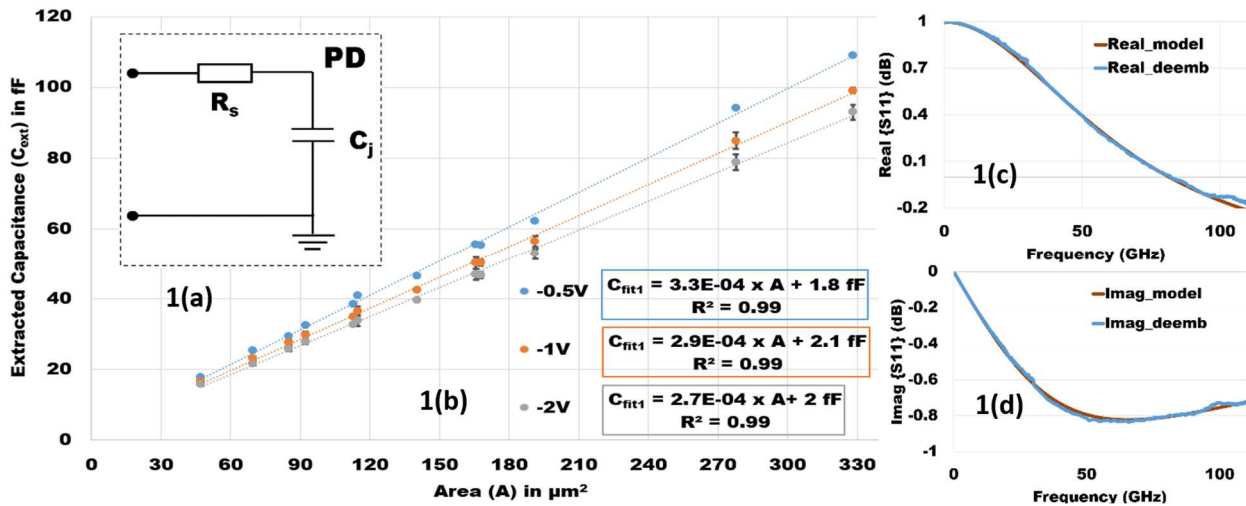 Extracted Capacitance (Cext) in fF
120
100
80
60
40
20
0
0
30
60
90
120
150
180
210
240
270
300
330
Area (A) in µm²
PD
Rs
Cj
1(a)
1(b)
-0.5V
-1V
-2V
Cfit1 = 3.3E-04 x A + 1.8 fF
R² = 0.99
Cfit1 = 2.9E-04 x A + 2.1 fF
R² = 0.99
Cfit1 = 2.7E-04 x A+ 2 fF
R² = 0.99
Real {S11} (dB)
1
0.7
0.4
0.1
-0.2
Real_model
Real_deemb
1(c)
0
50
100
Frequency (GHz)
Imag {S11} (dB)
0
-0.2
-0.4
-0.6
-0.8
-1
Imag_model
Imag_deemb
1(d)
0
50
100
Frequency (GHz)